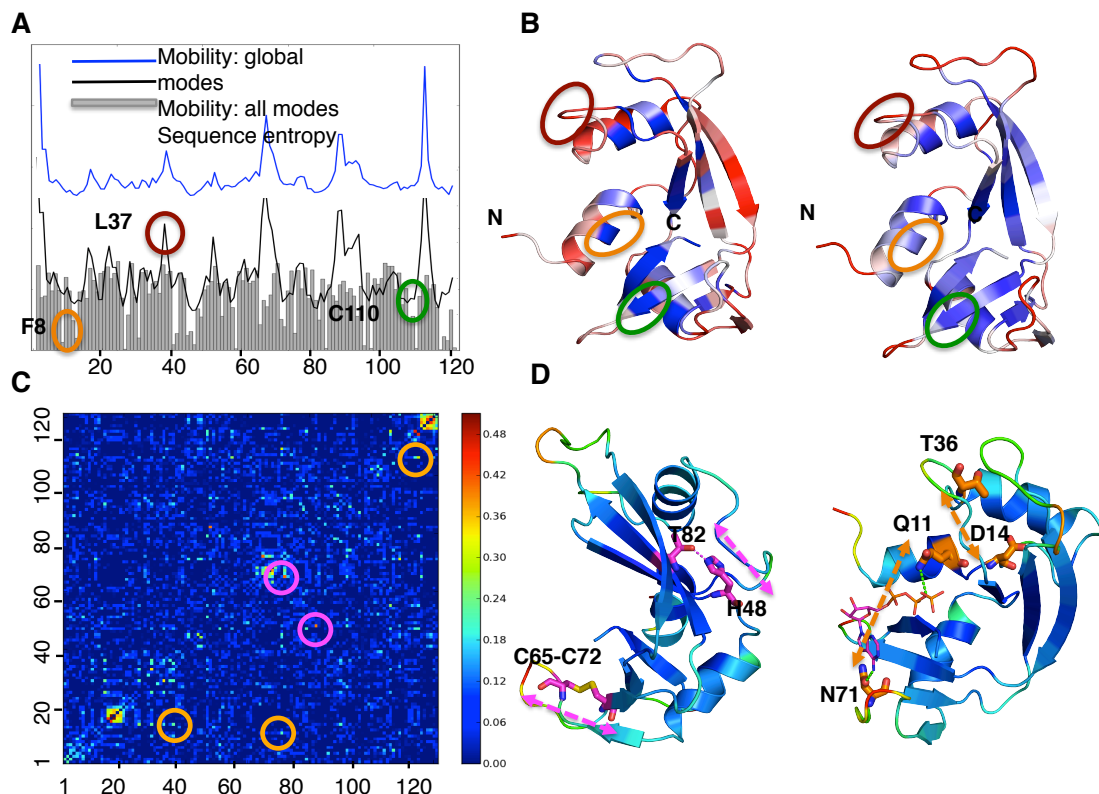 A
B
Mobility: global
modes
Mobility: all modes
Sequence entropy
L37
F8
C110
20 40 60 80 100 120
N
C
N
C
C
D
120
100
80
60
40
20
1
1 20 40 60 80 100 120
0.48
0.42
0.36
0.30
0.24
0.18
0.12
0.06
0.00
T82
H48
C65-C72
T36
Q11
D14
N71